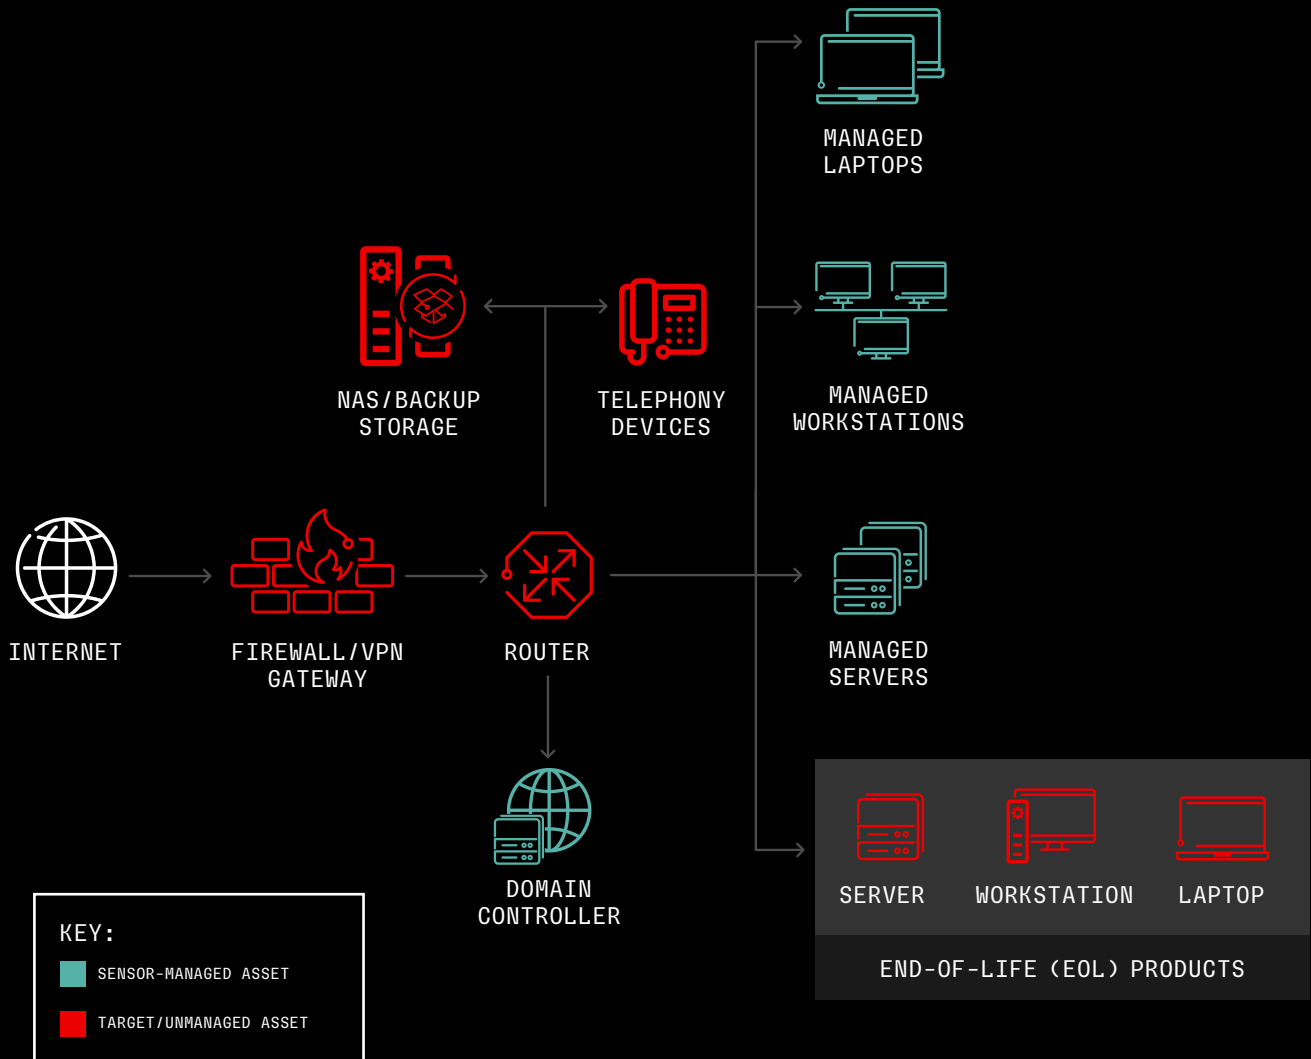 MANAGED
LAPTOPS
NAS/BACKUP
STORAGE
TELEPHONY
DEVICES
MANAGED
WORKSTATIONS
INTERNET
FIREWALL/VPN
GATEWAY
ROUTER
MANAGED
SERVERS
DOMAIN
CONTROLLER
SERVER
WORKSTATION
LAPTOP
END-OF-LIFE (EOL) PRODUCTS
KEY:
SENSOR-MANAGED ASSET
TARGET/UNMANAGED ASSET